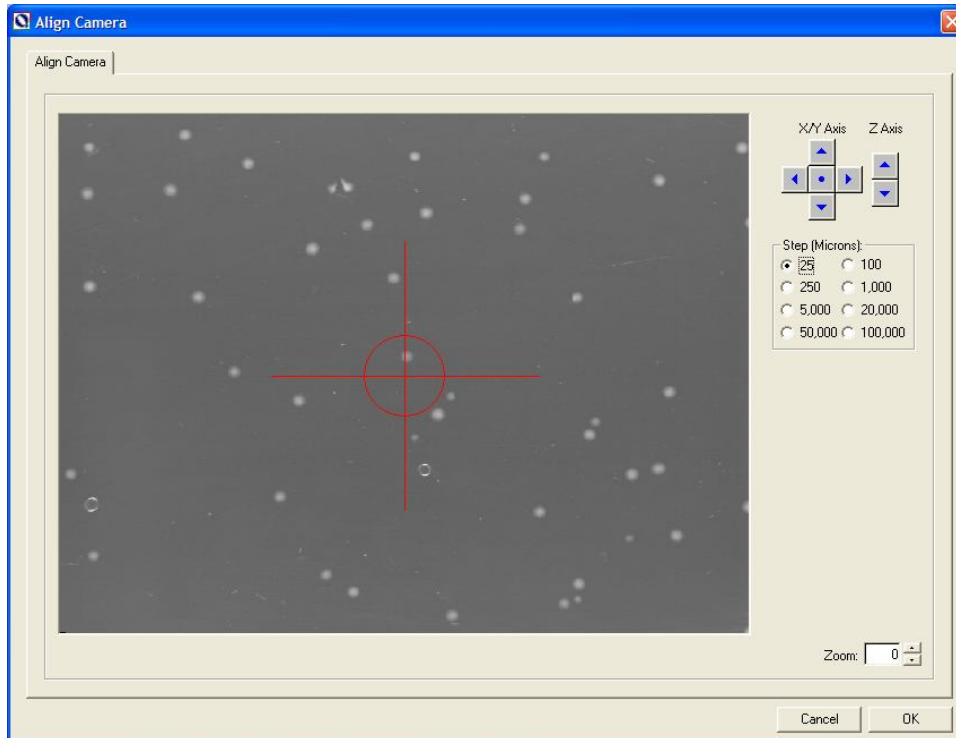 Align Camera
Align Camera
X/Y Axis Z Axis
Step (Microns):
25 100
250 1,000
5,000 20,000
50,000 100,000
Zoom: 0
Cancel OK